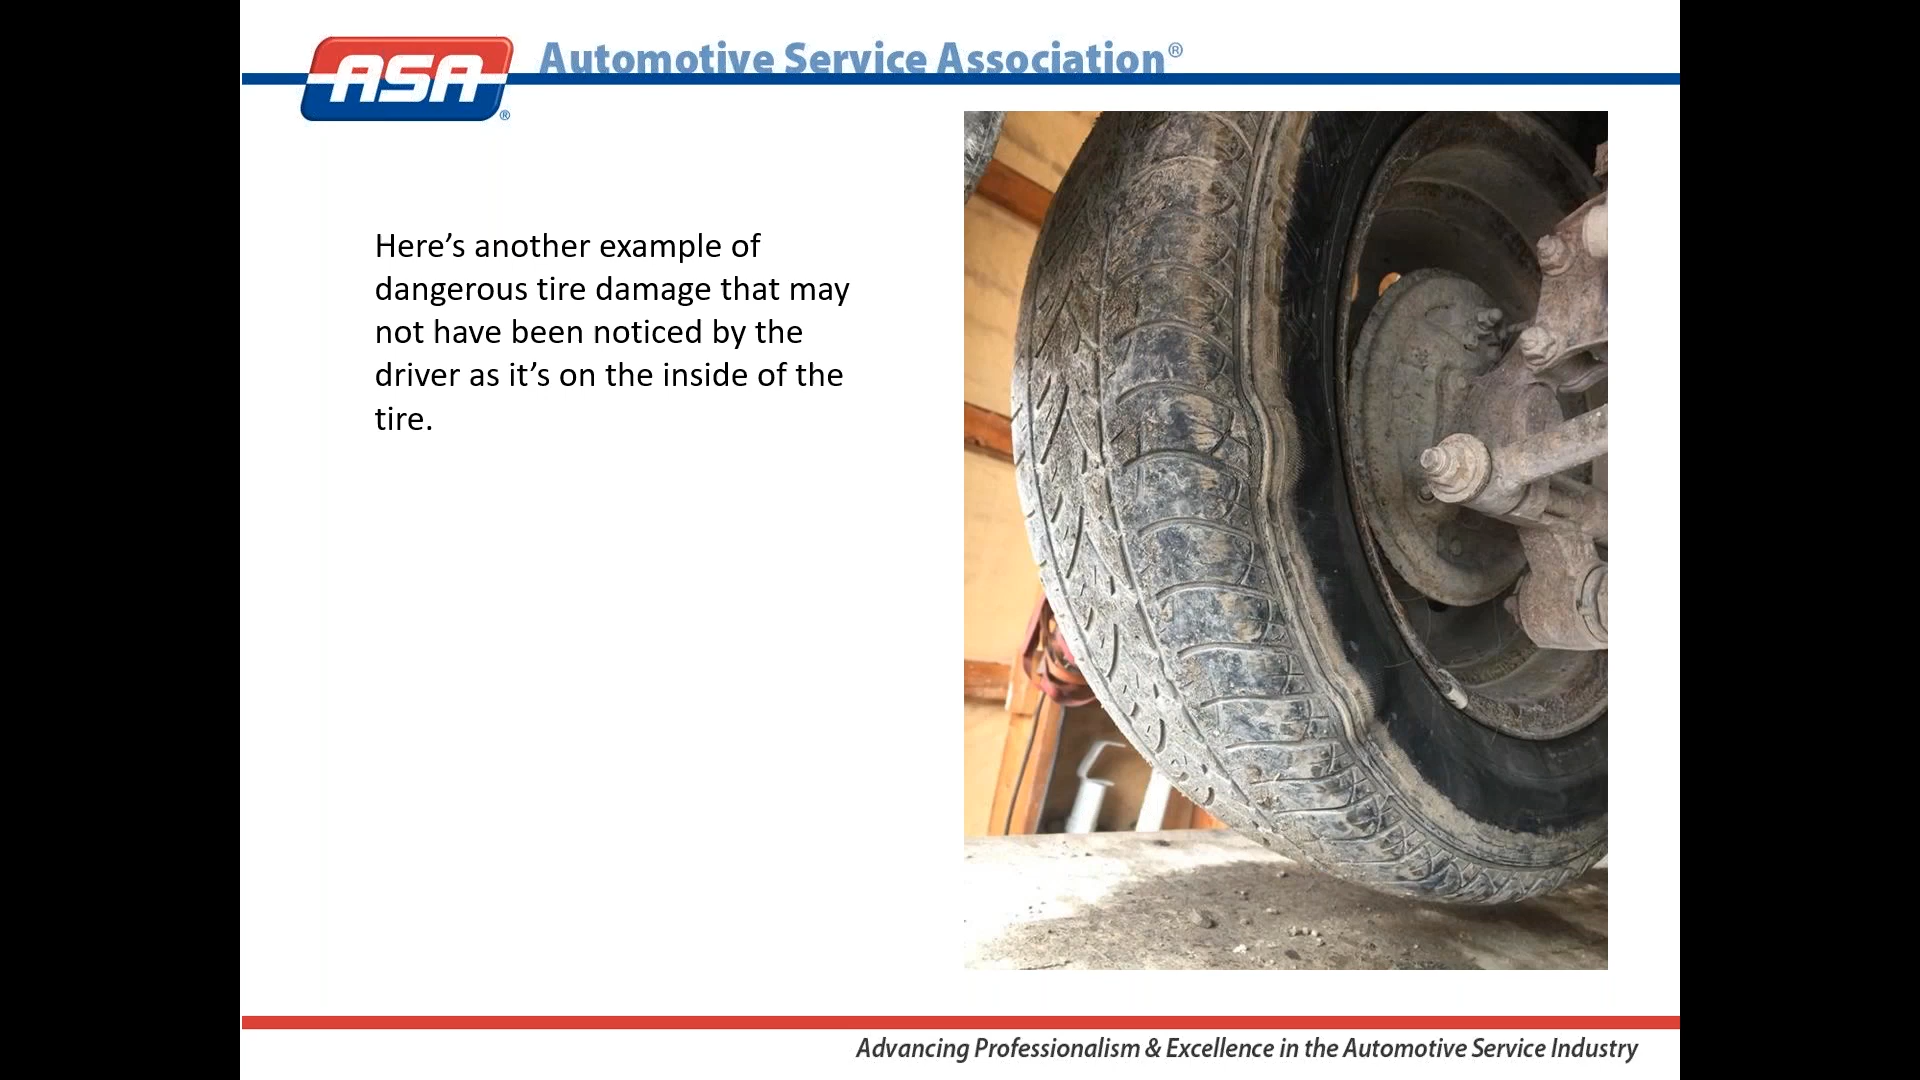 ASA®
Automotive Service Association®
Here’s another example of
dangerous tire damage that may
not have been noticed by the
driver as it’s on the inside of the
tire.
Advancing Professionalism & Excellence in the Automotive Service Industry